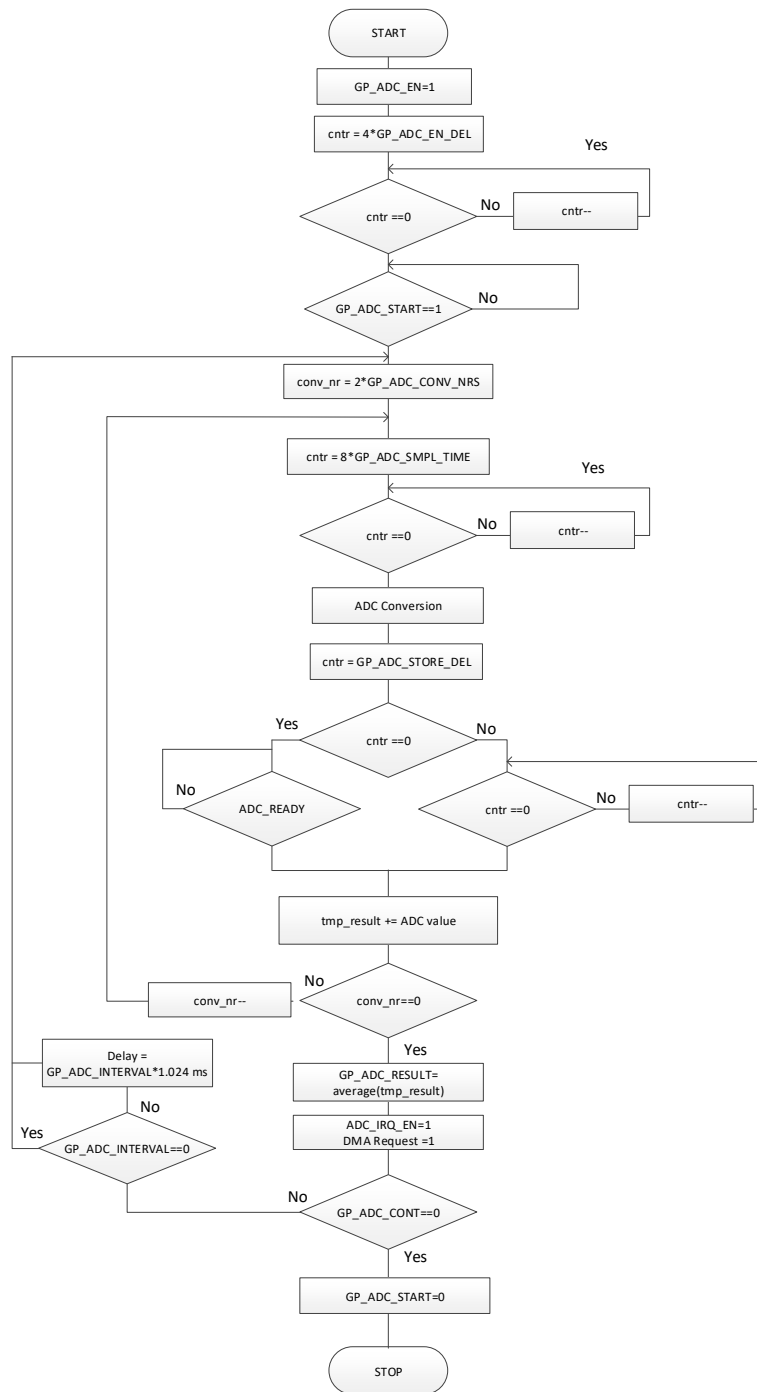 START
GP_ADC_EN=1
cntr = 4*GP_ADC_EN_DEL
Yes
cntr ==0
No
cntr--
GP_ADC_START==1
No
conv_nr = 2*GP_ADC_CONV_NRS
cntr = 8*GP_ADC_SMPL_TIME
Yes
cntr ==0
No
cntr--
ADC Conversion
cntr = GP_ADC_STORE_DEL
Yes
cntr ==0
No
No
ADC_READY
cntr ==0
No
cntr--
tmp_result += ADC value
conv_nr--
No
conv_nr==0
Yes
Delay =
GP_ADC_INTERVAL*1.024 ms
GP_ADC_RESULT=
average(tmp_result)
No
ADC_IRQ_EN=1
DMA Request =1
Yes
GP_ADC_INTERVAL==0
No
GP_ADC_CONT==0
Yes
GP_ADC_START=0
STOP